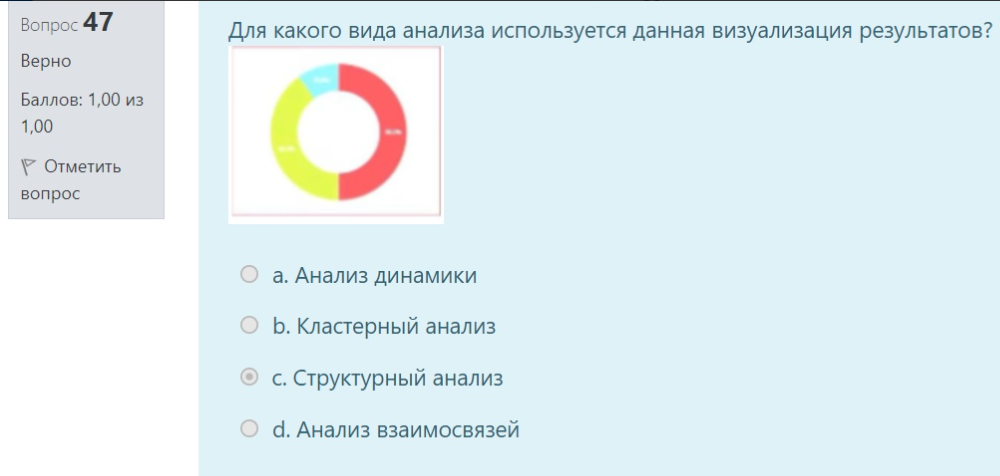 Вопрос 47
Верно
Баллов: 1,00 из
1,00
Отметить
вопрос
Для какого вида анализа используется данная визуализация результатов?
a. Анализ динамики
b. Кластерный анализ
c. Структурный анализ
d. Анализ взаимосвязей